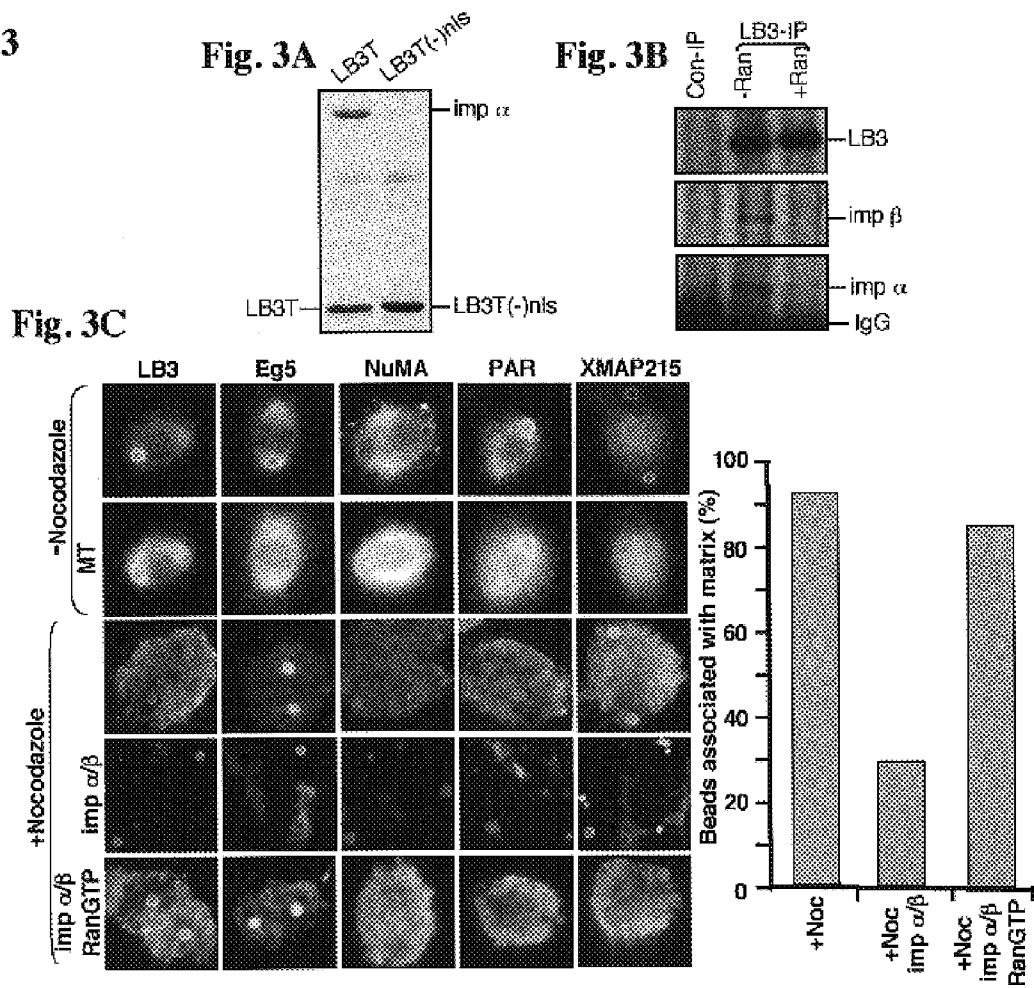 3
Fig. 3A
LB3T
LB3T(-)nls
imp α
LB3T
LB3T(-)nls
Fig. 3B
LB3-IP
Con-IP
-Ran
+Ran
LB3
imp β
imp α
IgG
Fig. 3C
LB3 Eg5 NuMA PAR XMAP215
-Nocodazole
MT
+Nocodazole
imp α/β
imp α/β
RanGTP
Beads associated with matrix (%)
100
80
60
40
20
0
+Noc
+Noc
imp α/β
+Noc
imp α/β
RanGTP